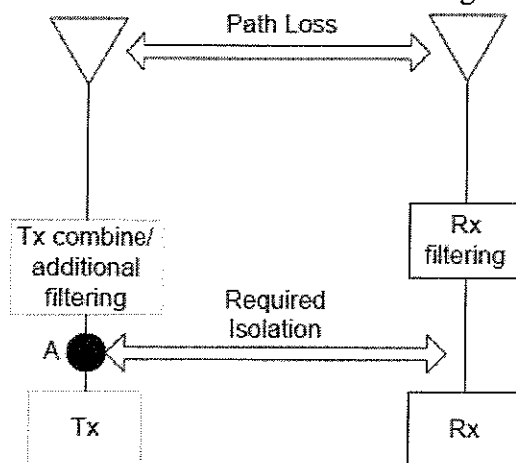 Path Loss
Tx combine/
additional
filtering
Rx
filtering
Required
Isolation
A
Tx
Rx